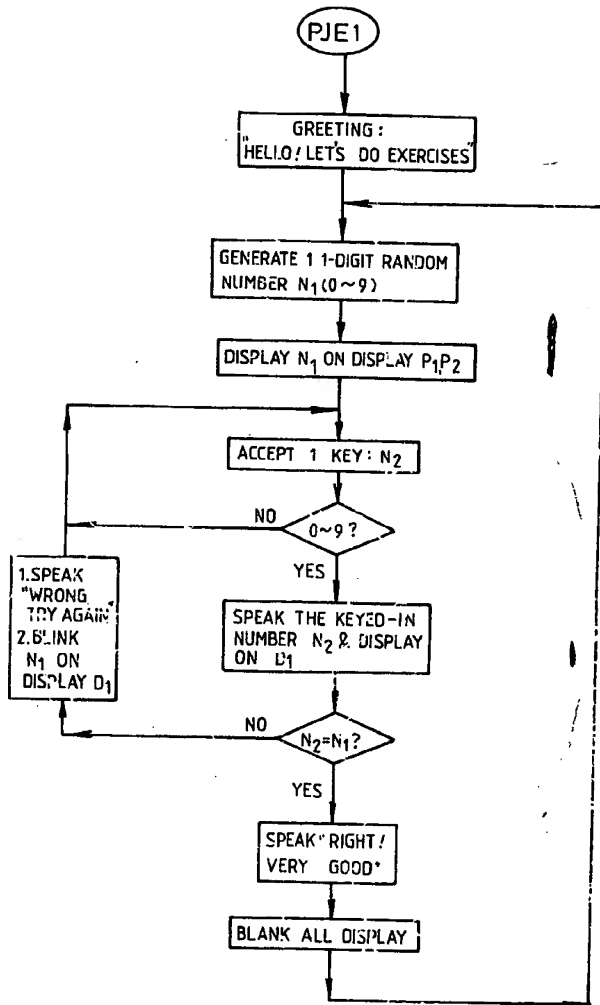 PJE1
GREETING:
"HELLO! LET'S DO EXERCISES"
GENERATE 1 1-DIGIT RANDOM
NUMBER N₁(0~9)
DISPLAY N₁ ON DISPLAY P₁,P₂
ACCEPT 1 KEY: N₂
NO
0~9?
YES
1.SPEAK
"WRONG
TRY AGAIN"
2.BLINK
N₁ ON
DISPLAY D₁
SPEAK THE KEYED-IN
NUMBER N₂ & DISPLAY
ON D₁
NO
N₂=N₁?
YES
SPEAK "RIGHT!
VERY GOOD"
BLANK ALL DISPLAY